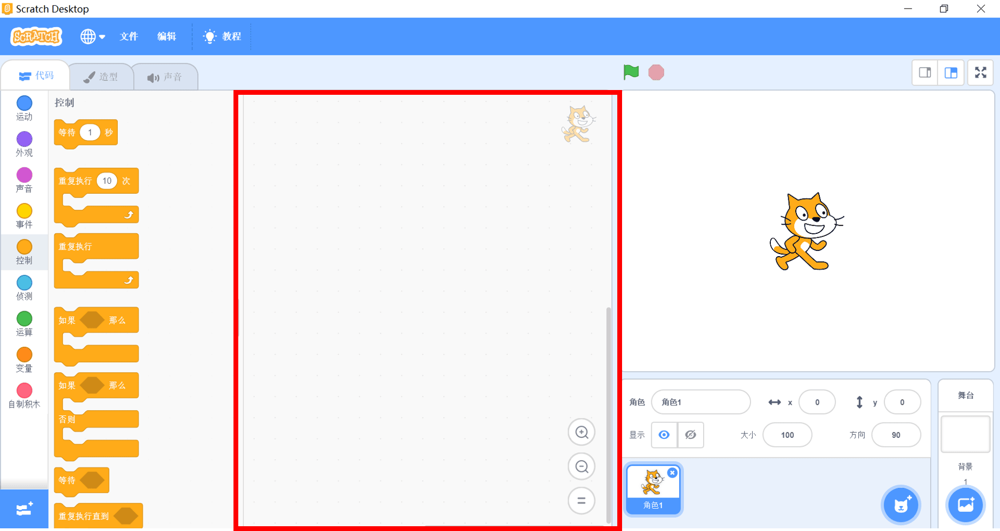 Scratch Desktop
SCRATCH
文件
编辑
教程
代码
造型
声音
运动
外观
声音
事件
控制
侦测
运算
变量
自制积木
控制
等待 1 秒
重复执行 10 次
重复执行
如果 那么
如果 那么
否则
等待
重复执行直到
角色 角色1 x 0 y 0
显示 大小 100 方向 90
角色1
舞台
背景
1